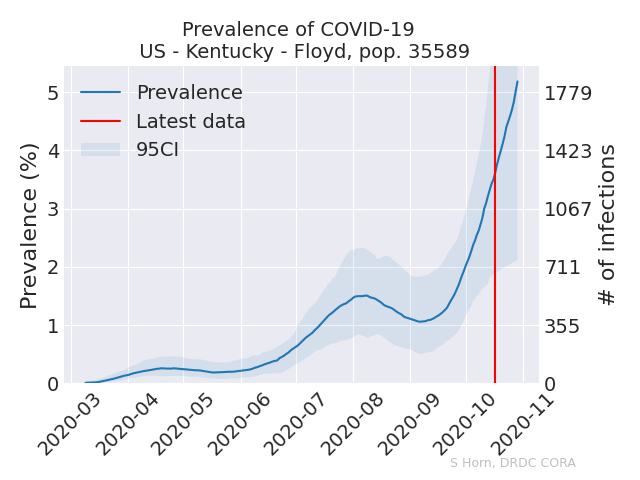 Prevalence of COVID-19
US - Kentucky - Floyd, pop. 35589
Prevalence
Latest data
95CI
Prevalence (%)
5
4
3
2
1
0
1779
1423
1067
711
355
0
# of infections
2020-03
2020-04
2020-05
2020-06
2020-07
2020-08
2020-09
2020-10
2020-11
S Horn, DRDC CORA